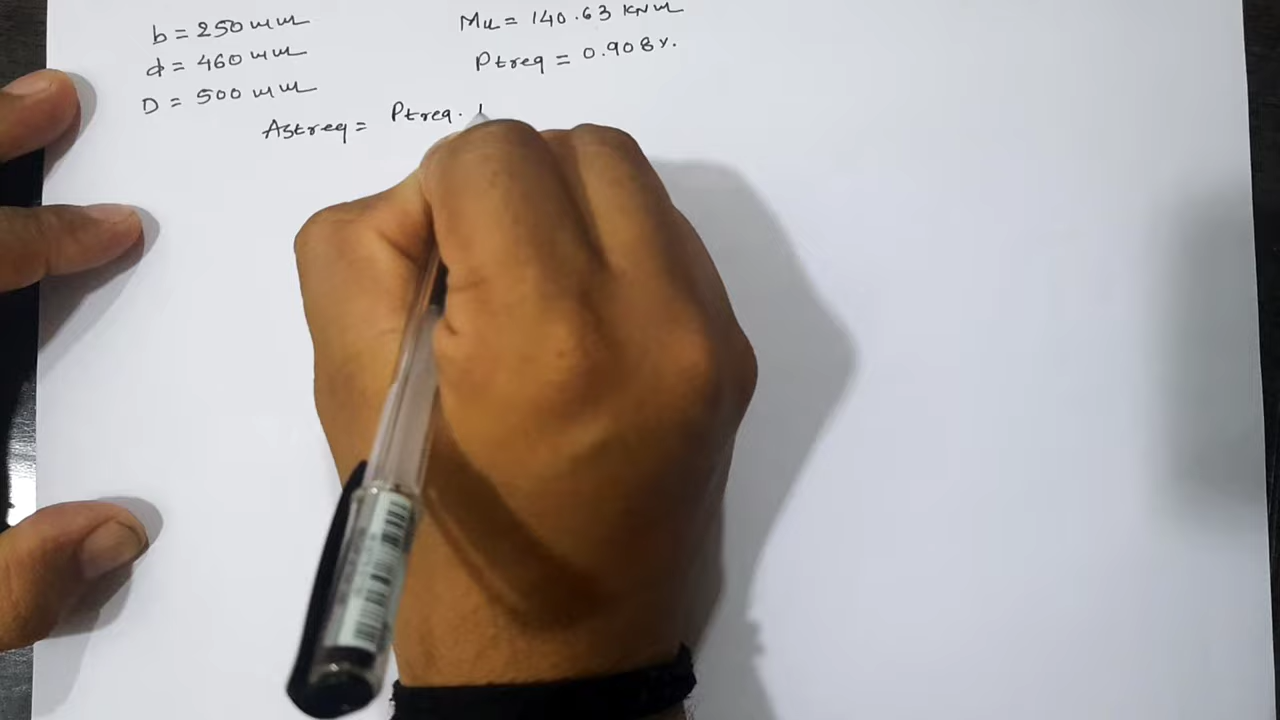 b = 250 mm
Mu = 140.63 KNm
d = 460 mm
Ptreq = 0.908%.
D = 500 mm
Astreq = Ptreq.